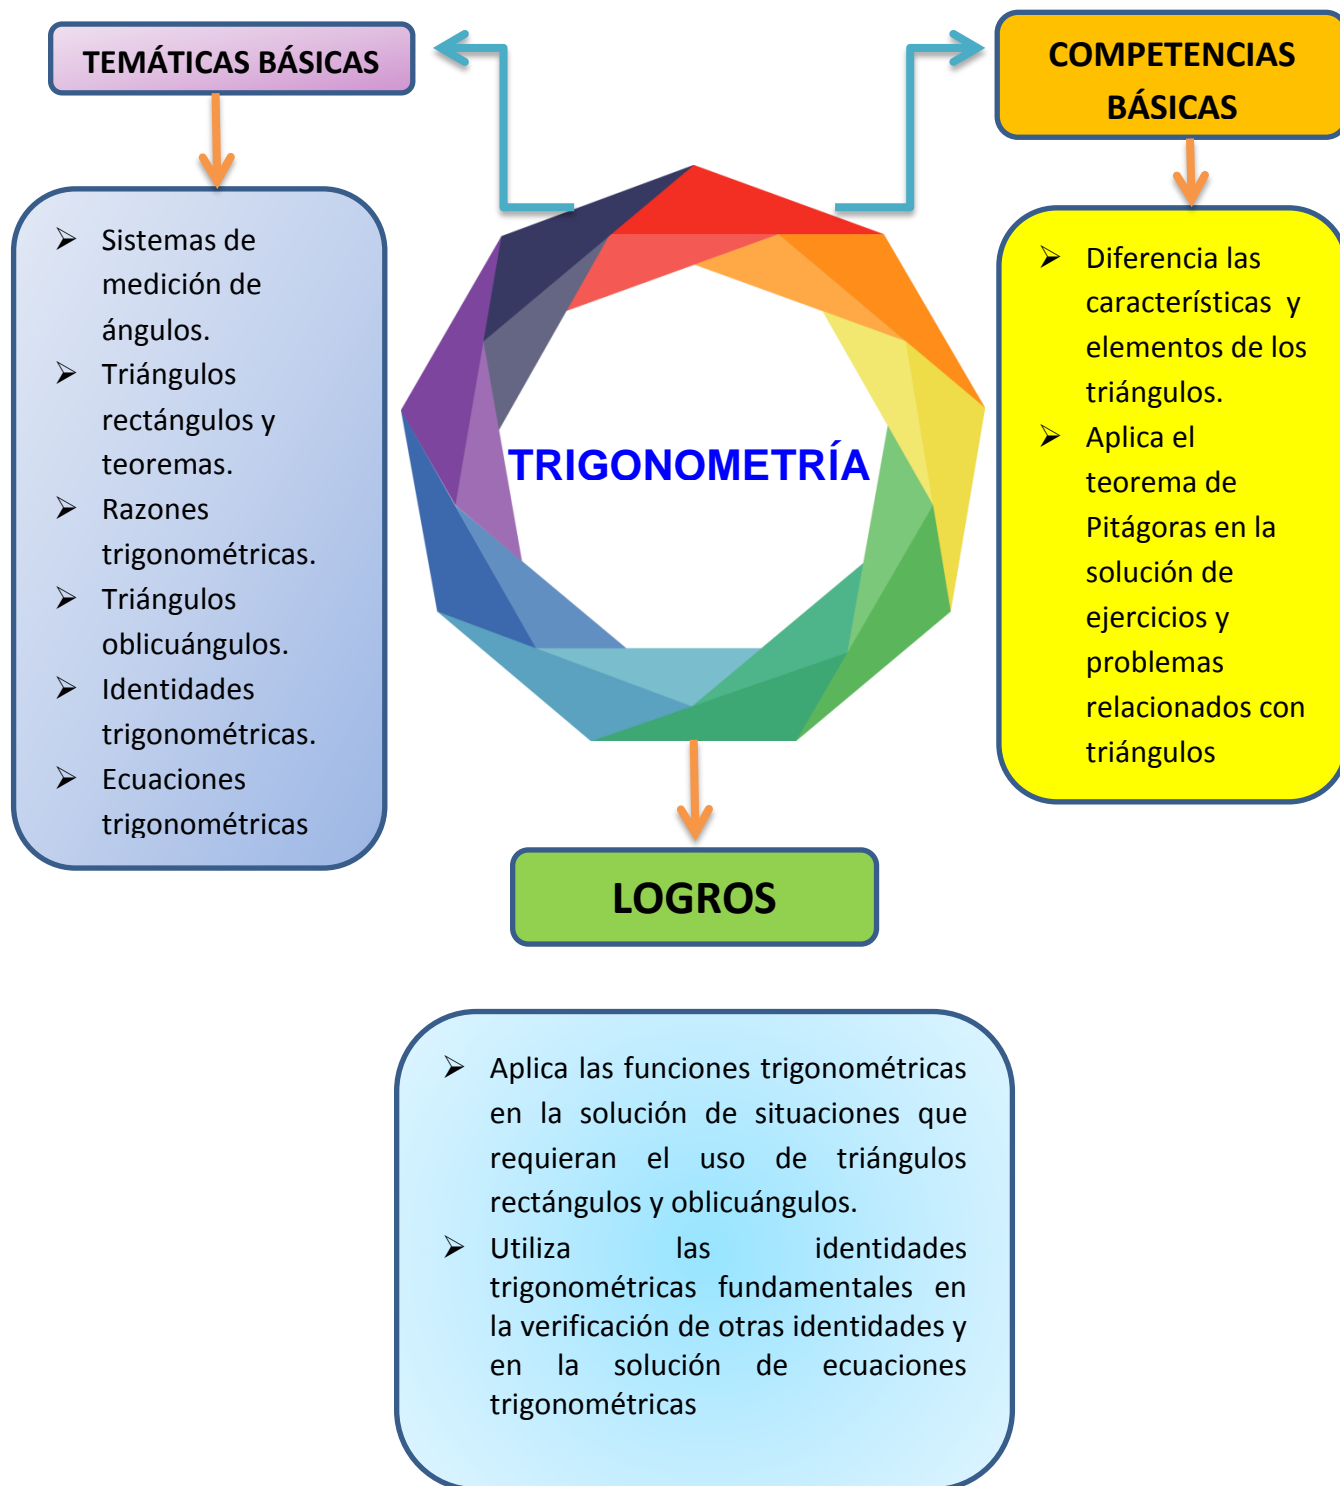 TEMÁTICAS BÁSICAS
COMPETENCIAS
BÁSICAS
➢ Sistemas de
medición de
ángulos.
➢ Triángulos
rectángulos y
teoremas.
➢ Razones
trigonométricas.
➢ Triángulos
oblicuángulos.
➢ Identidades
trigonométricas.
➢ Ecuaciones
trigonométricas
TRIGONOMETRÍA
➢ Diferencia las
característícas y
elementos de los
triángulos.
➢ Aplica el
teorema de
Pitágoras en la
solución de
ejercicios y
problemas
relacionados con
triángulos
LOGROS
➢ Aplica las funciones trigonométricas
en la solución de situaciones que
requieran el uso de triángulos
rectángulos y oblicuángulos.
➢ Utiliza las identidades
trigonométricas fundamentales en
la verificación de otras identidades y
en la solución de ecuaciones
trigonométricas